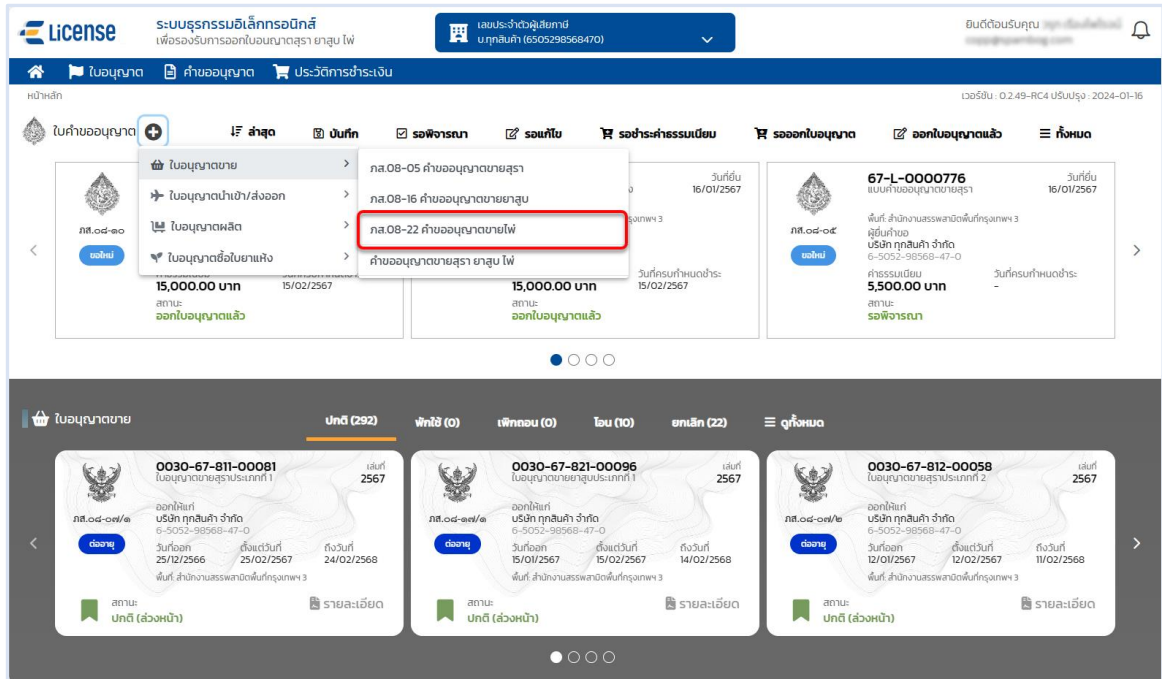 License
ระบบธุรกรรมอิเล็กทรอนิกส์
เพื่อรองรับการออกใบอนุญาตสุรา ยาสูบ ไพ่
เลขประจำตัวผู้เสียภาษี
บ.ทุกสินค้า (6505298568470)
ยินดีต้อนรับคุณ
ใบอนุญาต คำขออนุญาต ประวัติการชำระเงิน
หน้าหลัก
เวอร์ชัน : 0.2.49-RC4 ปรับปรุง : 2024-01-16
ใบคำขออนุญาต ล่าสุด บันทึก รอพิจารณา รอแก้ไข รอชำระค่าธรรมเนียม รอออกใบอนุญาต ออกใบอนุญาตแล้ว ทั้งหมด
ใบอนุญาตขาย
ใบอนุญาตนำเข้า/ส่งออก
ใบอนุญาตผลิต
ใบอนุญาตซื้อใบยาแห้ง
ภส.08-05 คำขออนุญาตขายสุรา
ภส.08-16 คำขออนุญาตขายยาสูบ
ภส.08-22 คำขออนุญาตขายไพ่
คำขออนุญาตขายสุรา ยาสูบ ไพ่
ภส.๐๘-๑๐
ขอใหม่
15,000.00 บาท
15/02/2567
สถานะ
ออกใบอนุญาตแล้ว
วันที่ยื่น
16/01/2567
กรุงเทพฯ 3
วันที่ครบกำหนดชำระ
15,000.00 บาท
15/02/2567
สถานะ
ออกใบอนุญาตแล้ว
67-L-0000776
แบบคำขออนุญาตขายสุรา
วันที่ยื่น
16/01/2567
ภส.๐๘-๐๕
ขอใหม่
พื้นที่ สำนักงานสรรพสามิตพื้นที่กรุงเทพฯ 3
ผู้ยื่นคำขอ
บริษัท ทุกสินค้า จำกัด
6-5052-98568-47-0
ค่าธรรมเนียม วันที่ครบกำหนดชำระ
5,500.00 บาท -
สถานะ
รอพิจารณา
ใบอนุญาตขาย ปกติ (292) พักใช้ (0) เพิกถอน (0) โอน (10) ยกเลิก (22) ดูทั้งหมด
0030-67-811-00081
ใบอนุญาตขายสุราประเภทที่ 1
เล่มที่
2567
ออกให้แก่
บริษัท ทุกสินค้า จำกัด
6-5052-98568-47-0
ภส.๐๘-๐๗/๑
ต่ออายุ
วันที่ออก ตั้งแต่วันที่ ถึงวันที่
25/12/2566 25/02/2567 24/02/2568
พื้นที่ สำนักงานสรรพสามิตพื้นที่กรุงเทพฯ 3
สถานะ
ปกติ (ล่วงหน้า)
รายละเอียด
0030-67-821-00096
ใบอนุญาตขายยาสูบประเภทที่ 1
เล่มที่
2567
ออกให้แก่
บริษัท ทุกสินค้า จำกัด
6-5052-98568-47-0
ภส.๐๘-๑๗/๑
ต่ออายุ
วันที่ออก ตั้งแต่วันที่ ถึงวันที่
15/01/2567 15/02/2567 14/02/2568
พื้นที่ สำนักงานสรรพสามิตพื้นที่กรุงเทพฯ 3
สถานะ
ปกติ (ล่วงหน้า)
รายละเอียด
0030-67-812-00058
ใบอนุญาตขายสุราประเภทที่ 2
เล่มที่
2567
ออกให้แก่
บริษัท ทุกสินค้า จำกัด
6-5052-98568-47-0
ภส.๐๘-๐๗/๒
ต่ออายุ
วันที่ออก ตั้งแต่วันที่ ถึงวันที่
12/01/2567 12/02/2567 11/02/2568
พื้นที่ สำนักงานสรรพสามิตพื้นที่กรุงเทพฯ 3
สถานะ
ปกติ (ล่วงหน้า)
รายละเอียด